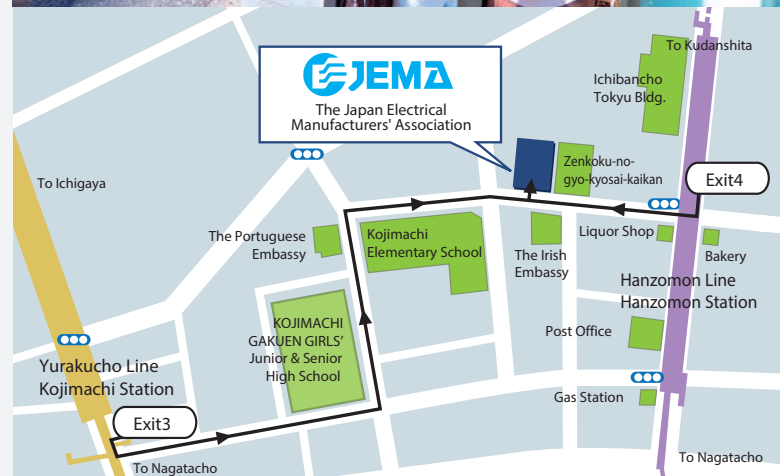 To Kudanshita
JEMA
The Japan Electrical
Manufacturers' Association
Ichibancho
Tokyu Bldg.
Zenkoku-no-
gyo-kyosai-kaikan
Exit4
To Ichigaya
The Portuguese
Embassy
Kojimachi
Elementary School
The Irish
Embassy
Liquor Shop
Bakery
Hanzomon Line
Hanzomon Station
KOJIMACHI
GAKUEN GIRLS'
Junior & Senior
High School
Post Office
Yurakucho Line
Kojimachi Station
Gas Station
Exit3
To Nagatacho
To Nagatacho